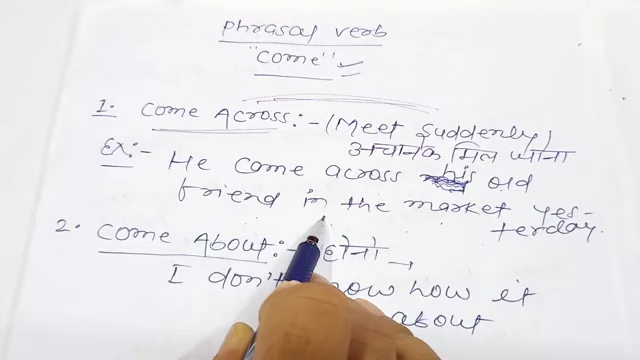 Phrasal verb
"Come"
1. Come Across:- (Meet Suddenly)
अचानक मिल जाना
Ex:- He come across his old
friend in the market yes-
terday.
2. Come About: होना →
I don't know how it
about